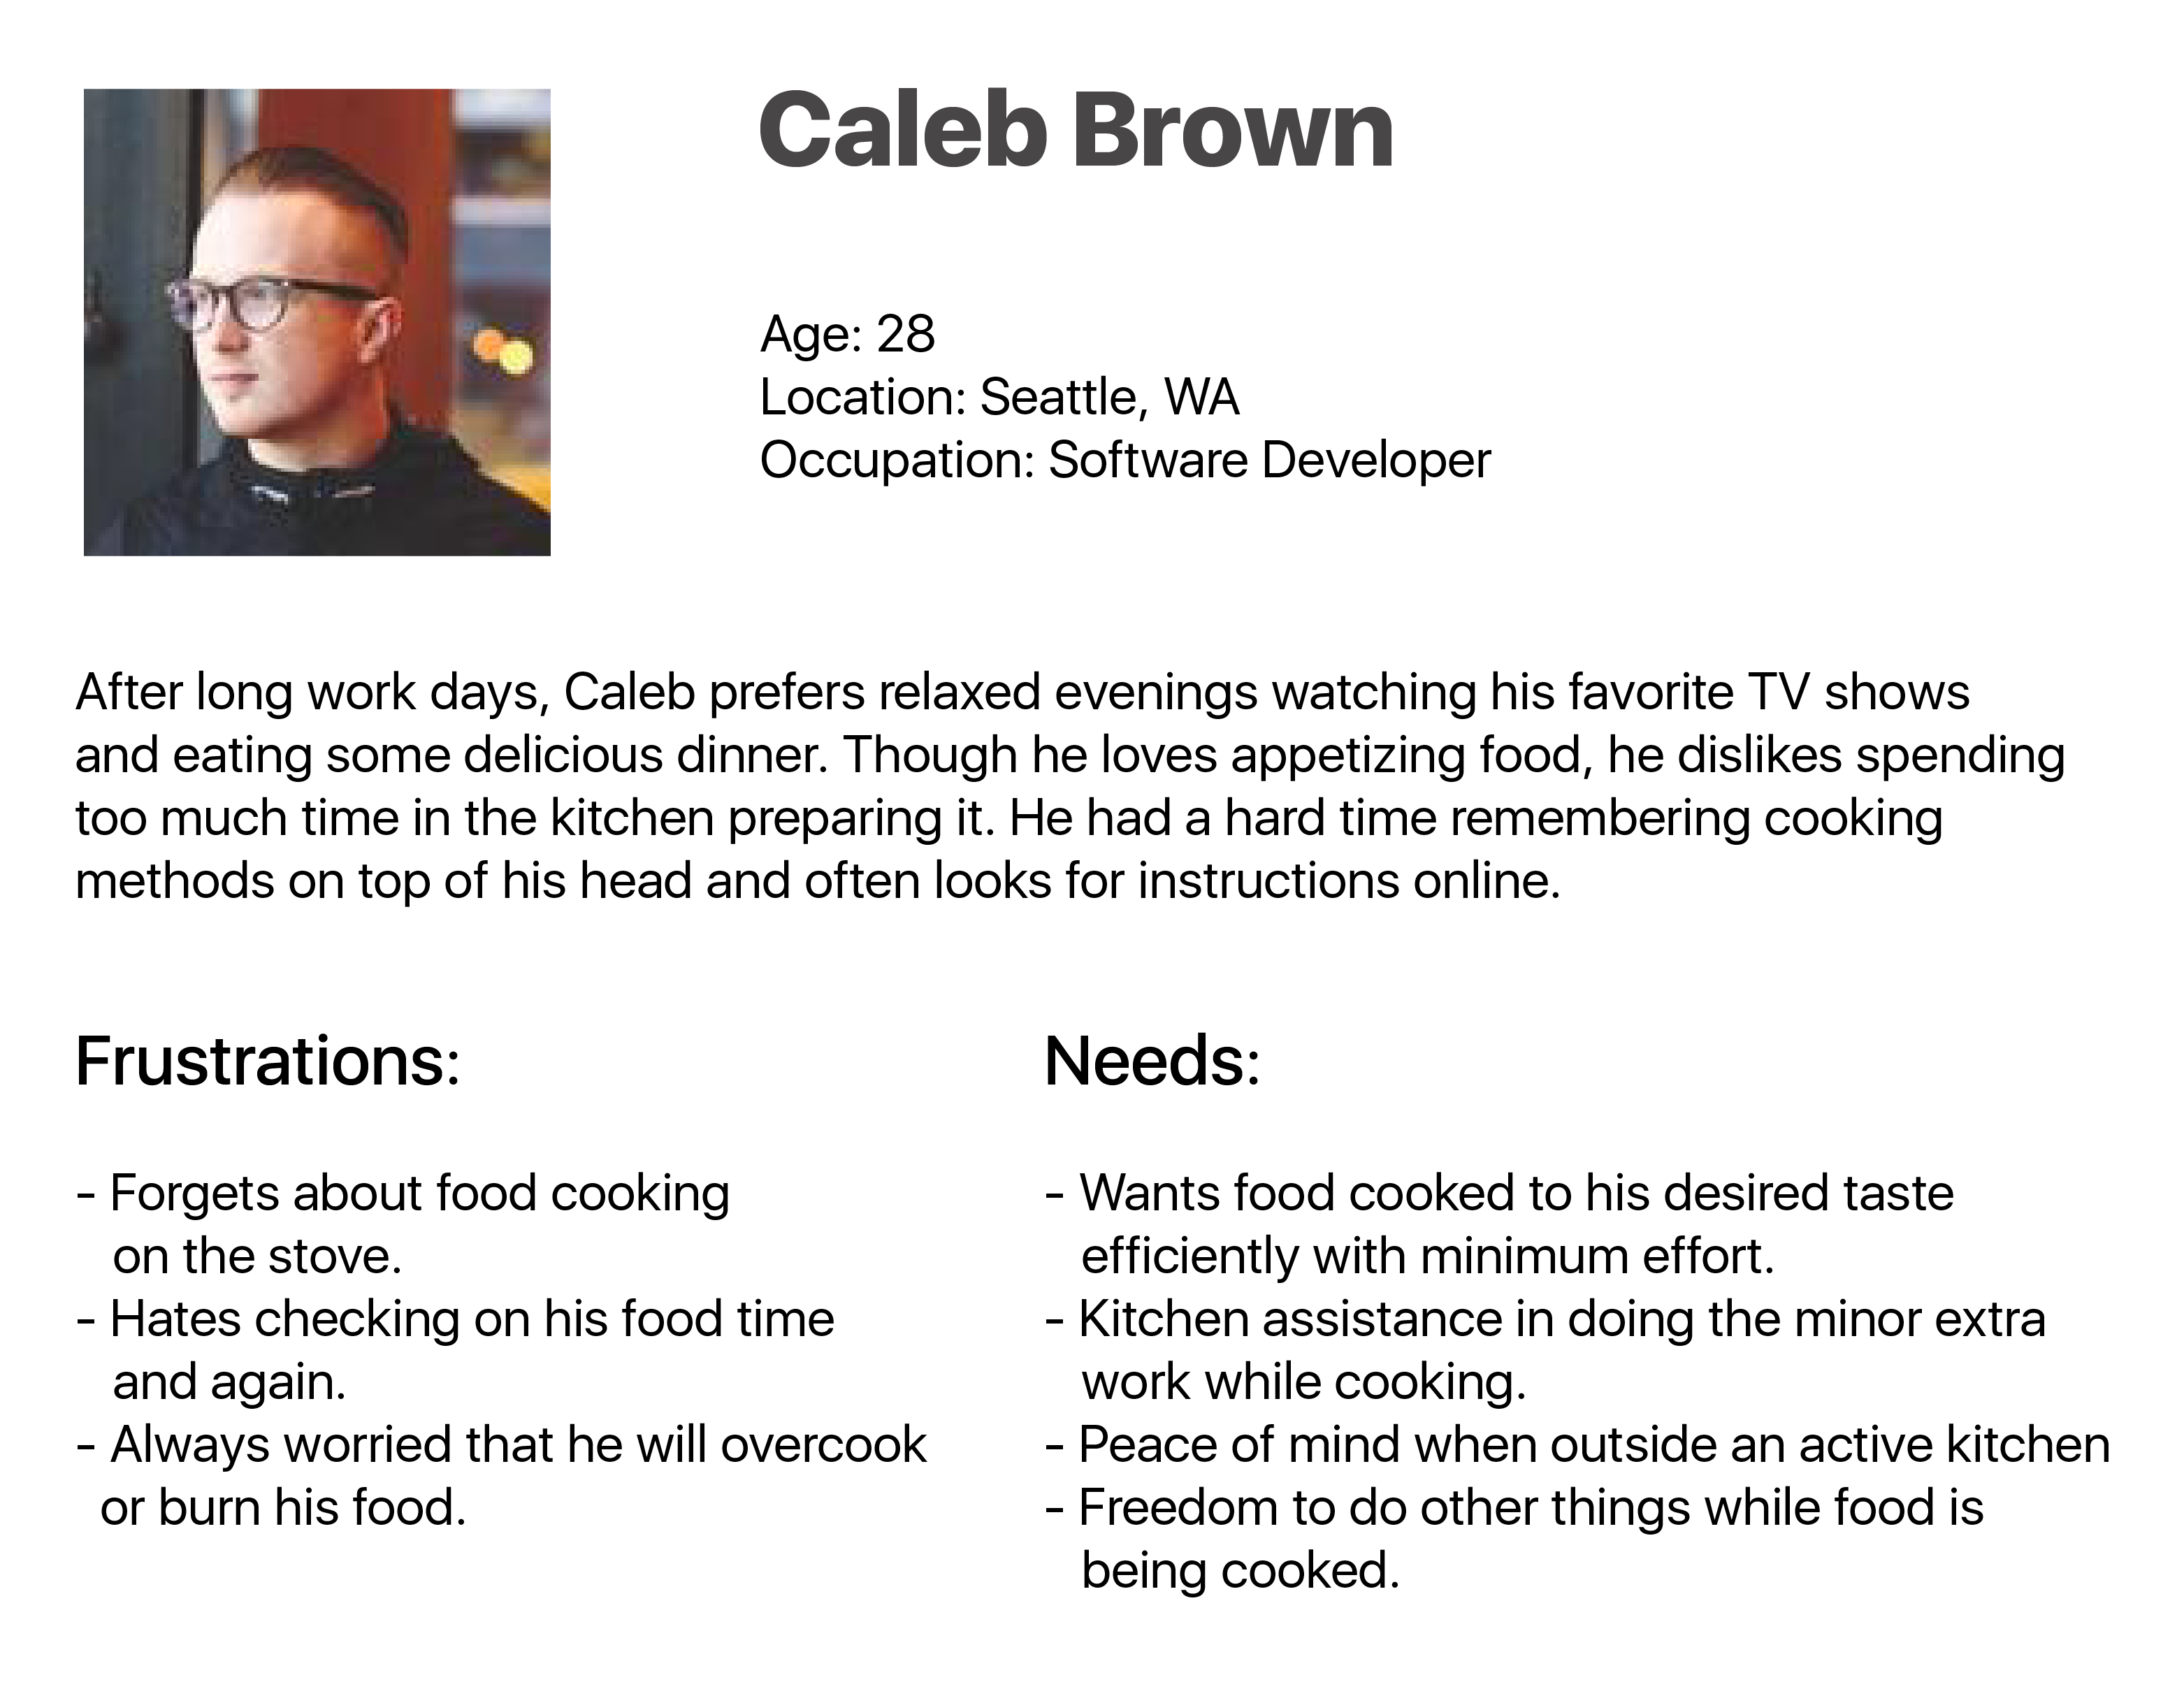 Caleb Brown
Age: 28
Location: Seattle, WA
Occupation: Software Developer
After long work days, Caleb prefers relaxed evenings watching his favorite TV shows
and eating some delicious dinner. Though he loves appetizing food, he dislikes spending
too much time in the kitchen preparing it. He had a hard time remembering cooking
methods on top of his head and often looks for instructions online.
Frustrations:
- Forgets about food cooking
on the stove.
- Hates checking on his food time
and again.
- Always worried that he will overcook
or burn his food.
Needs:
- Wants food cooked to his desired taste
efficiently with minimum effort.
- Kitchen assistance in doing the minor extra
work while cooking.
- Peace of mind when outside an active kitchen
- Freedom to do other things while food is
being cooked.